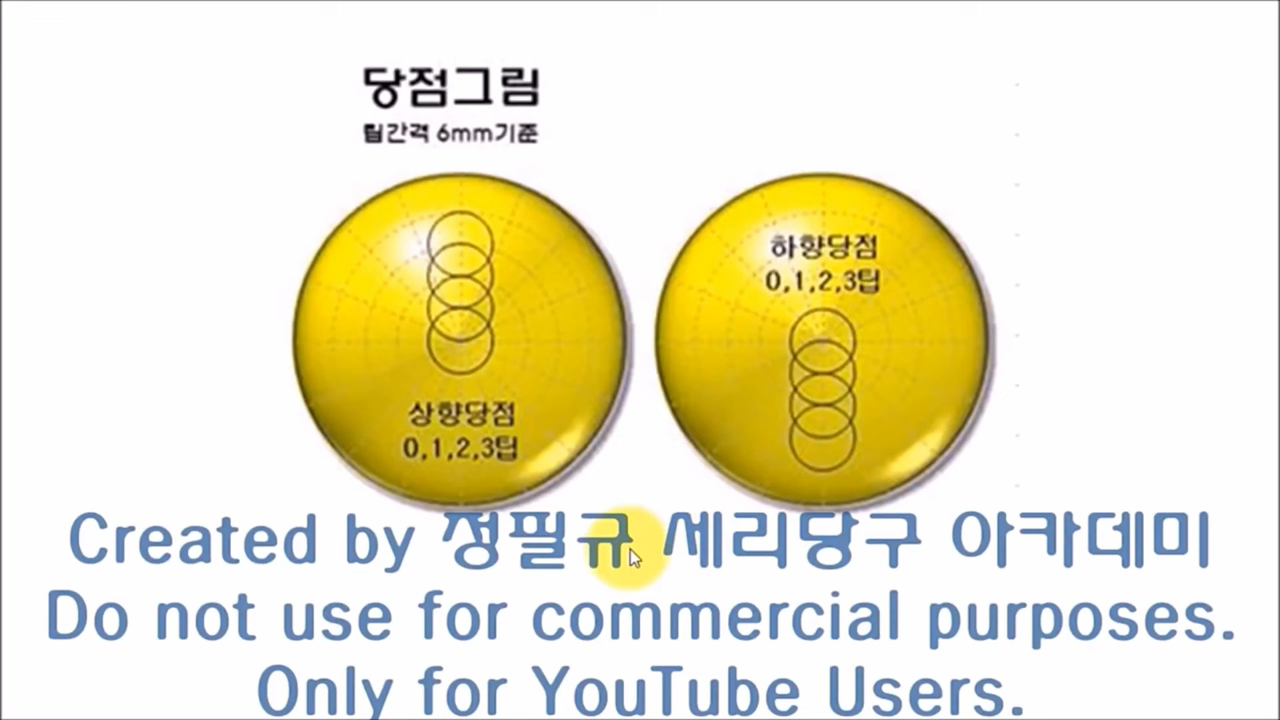 당점그림
팁간격 6mm기준
상향당점
0,1,2,3팁
하향당점
0,1,2,3팁
Created by 정필규 세리당구 아카데미
Do not use for commercial purposes.
Only for YouTube Users.